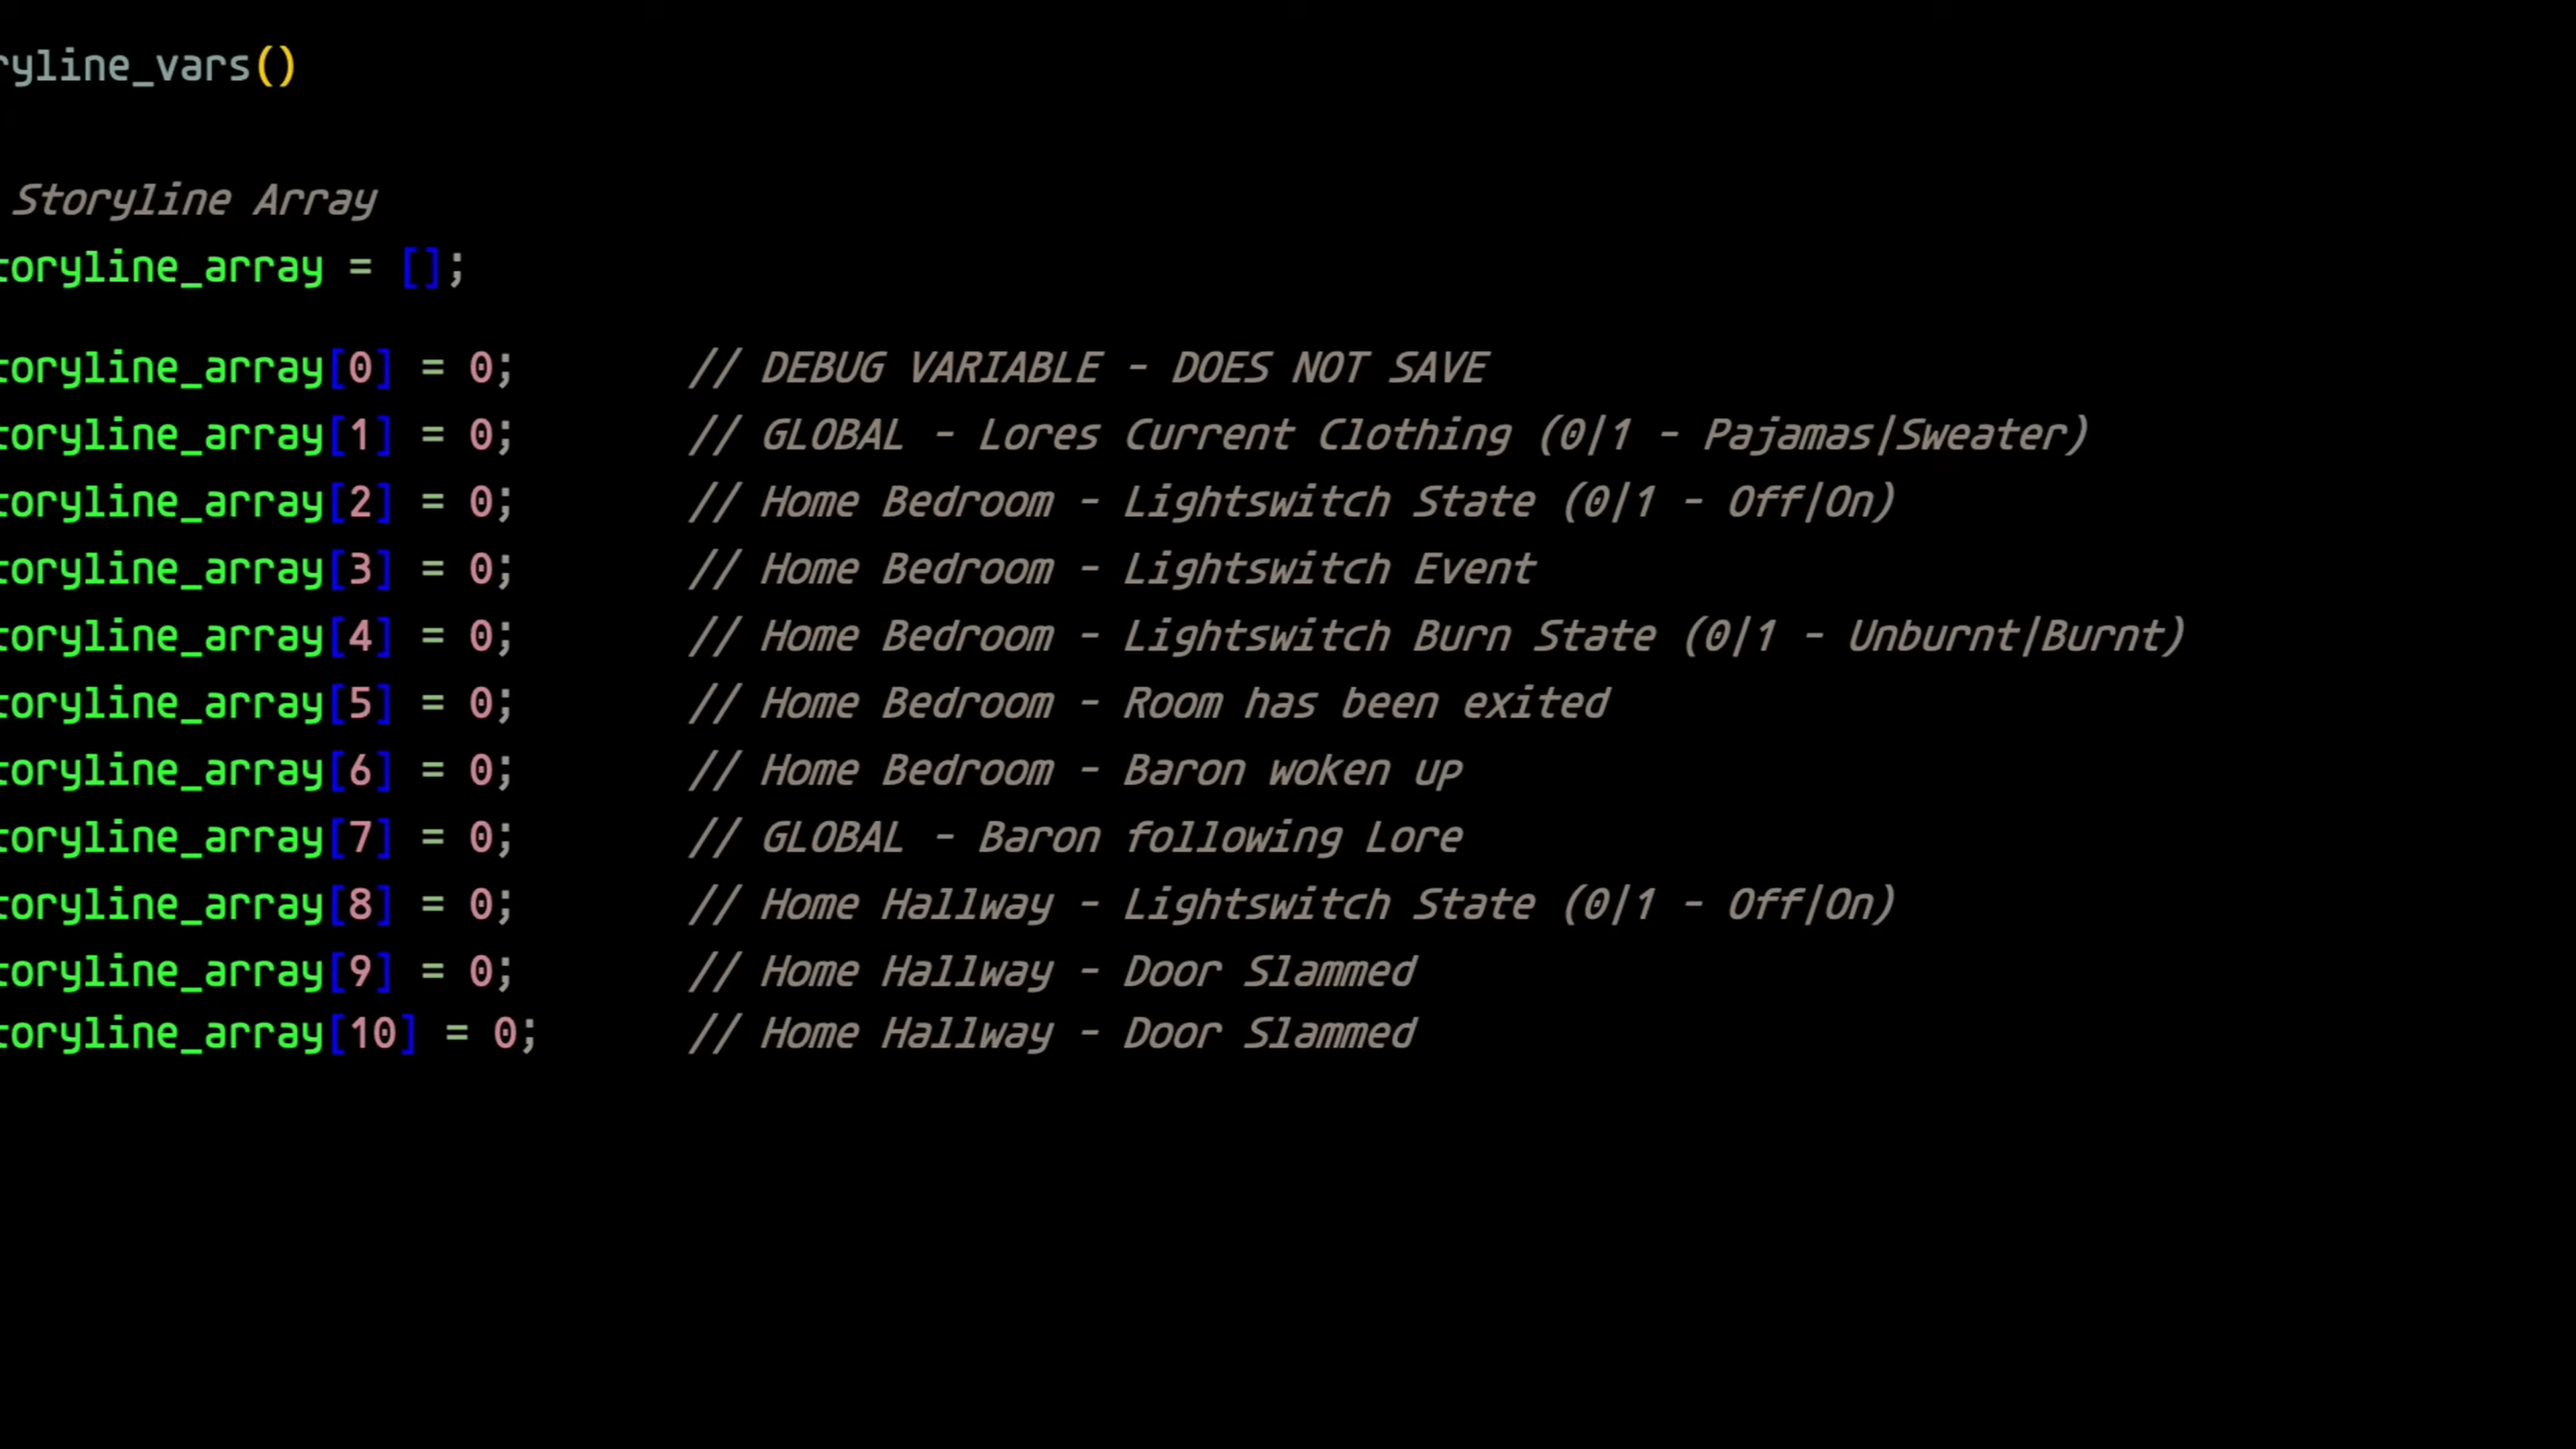 ryline_vars()
Storyline Array
toryline_array = [];
toryline_array[0] = 0; // DEBUG VARIABLE - DOES NOT SAVE
toryline_array[1] = 0; // GLOBAL - Lores Current Clothing (0|1 - Pajamas|Sweater)
toryline_array[2] = 0; // Home Bedroom - Lightswitch State (0|1 - Off|On)
toryline_array[3] = 0; // Home Bedroom - Lightswitch Event
toryline_array[4] = 0; // Home Bedroom - Lightswitch Burn State (0|1 - Unburnt|Burnt)
toryline_array[5] = 0; // Home Bedroom - Room has been exited
toryline_array[6] = 0; // Home Bedroom - Baron woken up
toryline_array[7] = 0; // GLOBAL - Baron following Lore
toryline_array[8] = 0; // Home Hallway - Lightswitch State (0|1 - Off|On)
toryline_array[9] = 0; // Home Hallway - Door Slammed
toryline_array[10] = 0; // Home Hallway - Door Slammed